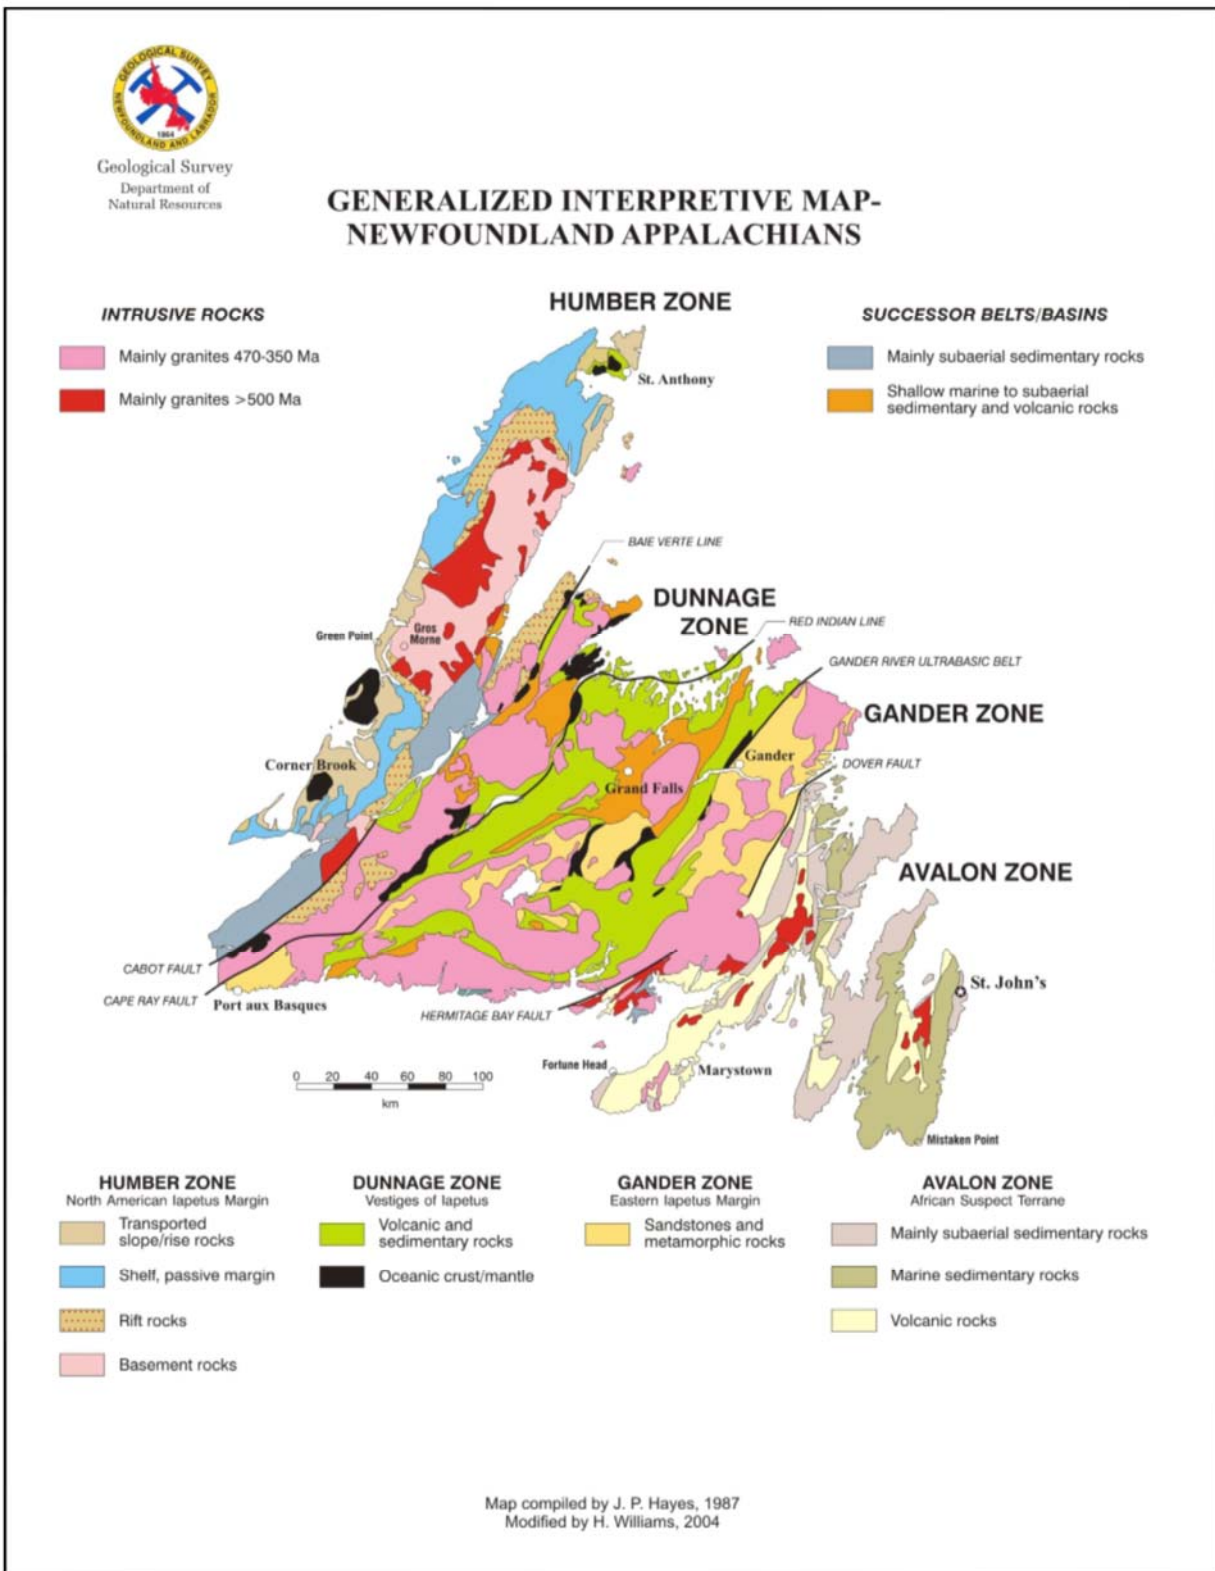 GEOLOGICAL SURVEY
NEWFOUNDLAND AND LABRADOR
1864
Geological Survey
Department of
Natural Resources
GENERALIZED INTERPRETIVE MAP-
NEWFOUNDLAND APPALACHIANS
INTRUSIVE ROCKS
Mainly granites 470-350 Ma
Mainly granites >500 Ma
SUCCESSOR BELTS/BASINS
Mainly subaerial sedimentary rocks
Shallow marine to subaerial
sedimentary and volcanic rocks
HUMBER ZONE
St. Anthony
BAIE VERTE LINE
DUNNAGE
ZONE
RED INDIAN LINE
Green Point
Gros
Morne
GANDER RIVER ULTRABASIC BELT
GANDER ZONE
Corner Brook
Gander
DOVER FAULT
Grand Falls
AVALON ZONE
CABOT FAULT
CAPE RAY FAULT
Port aux Basques
HERMITAGE BAY FAULT
St. John's
Fortune Head
Marystown
0 20 40 60 80 100
km
Mistaken Point
HUMBER ZONE
North American Iapetus Margin
Transported
slope/rise rocks
Shelf, passive margin
Rift rocks
Basement rocks
DUNNAGE ZONE
Vestiges of Iapetus
Volcanic and
sedimentary rocks
Oceanic crust/mantle
GANDER ZONE
Eastern Iapetus Margin
Sandstones and
metamorphic rocks
AVALON ZONE
African Suspect Terrane
Mainly subaerial sedimentary rocks
Marine sedimentary rocks
Volcanic rocks
Map compiled by J. P. Hayes, 1987
Modified by H. Williams, 2004